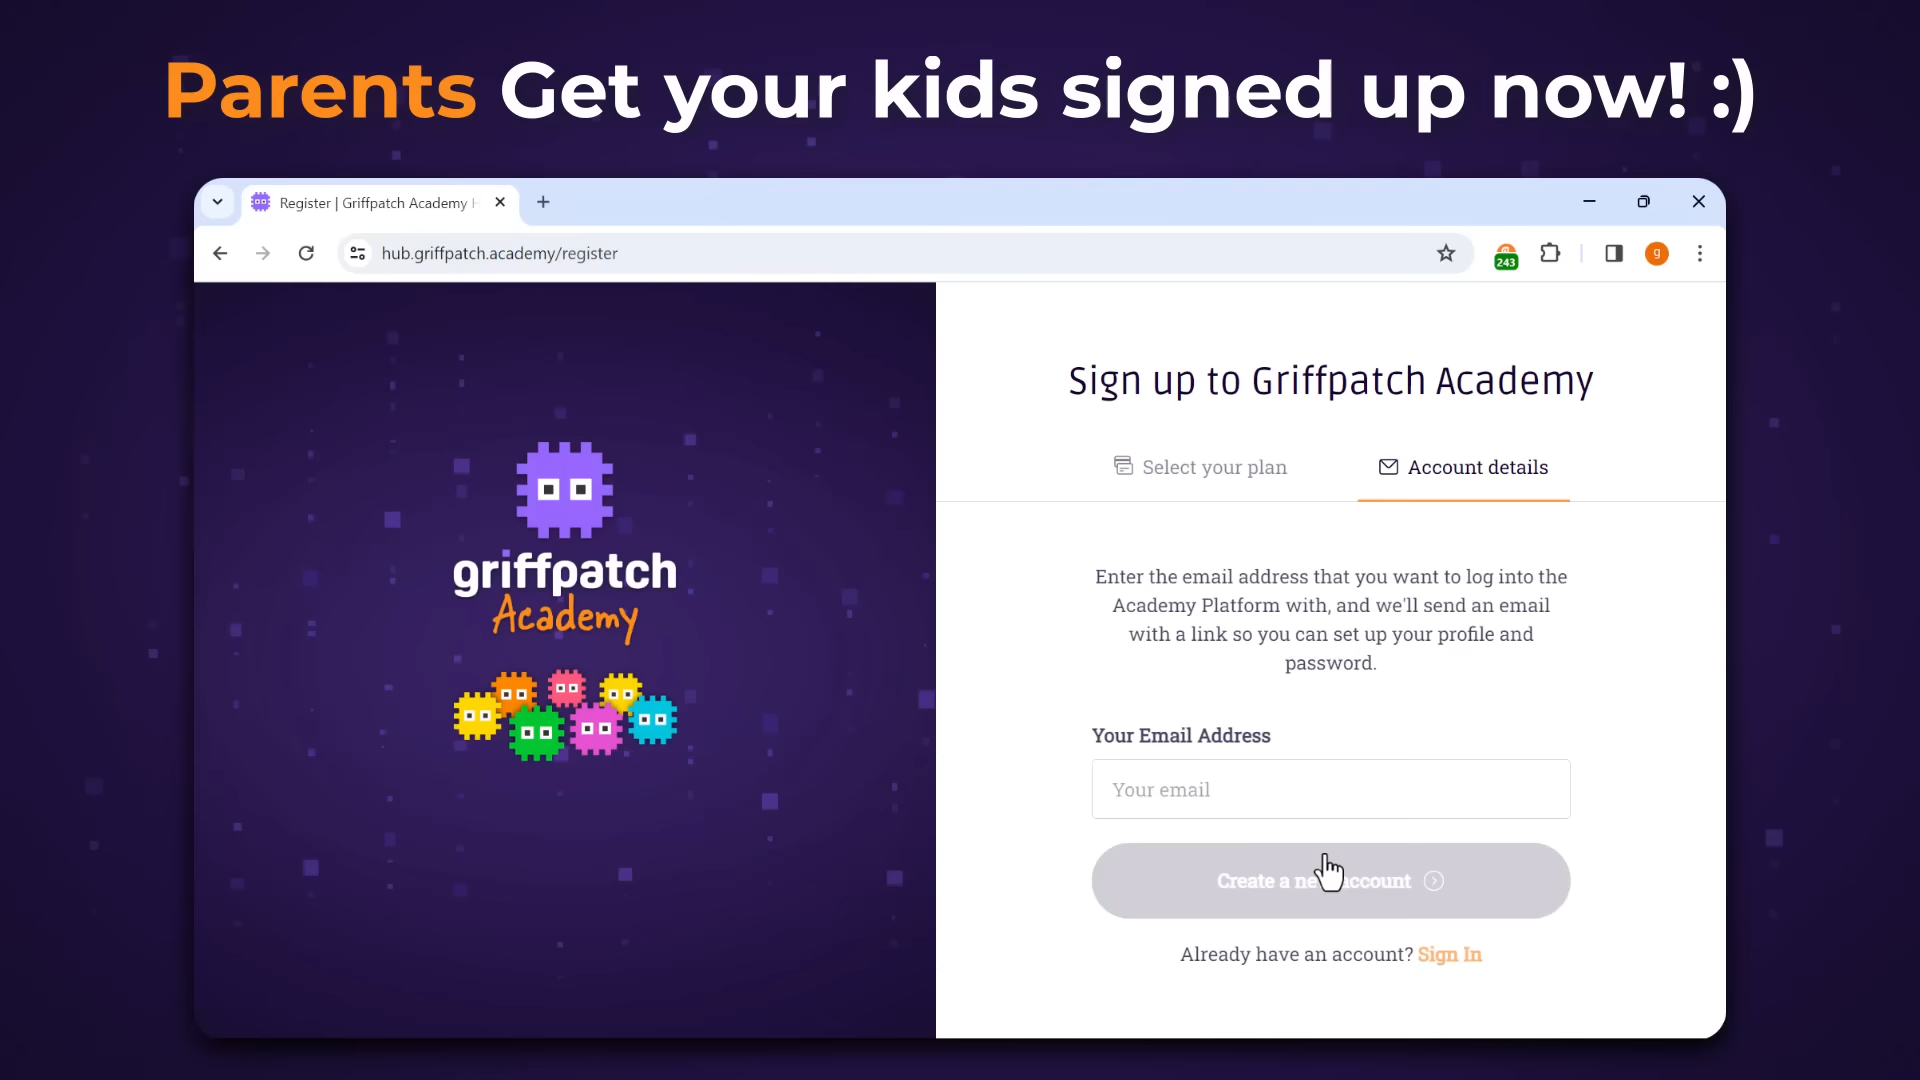 Parents Get your kids signed up now! :)
Register | Griffpatch Academy H
hub.griffpatch.academy/register
243
g
griffpatch
Academy
Sign up to Griffpatch Academy
Select your plan
Account details
Enter the email address that you want to log into the
Academy Platform with, and we'll send an email
with a link so you can set up your profile and
password.
Your Email Address
Your email
Create a new account
Already have an account? Sign In